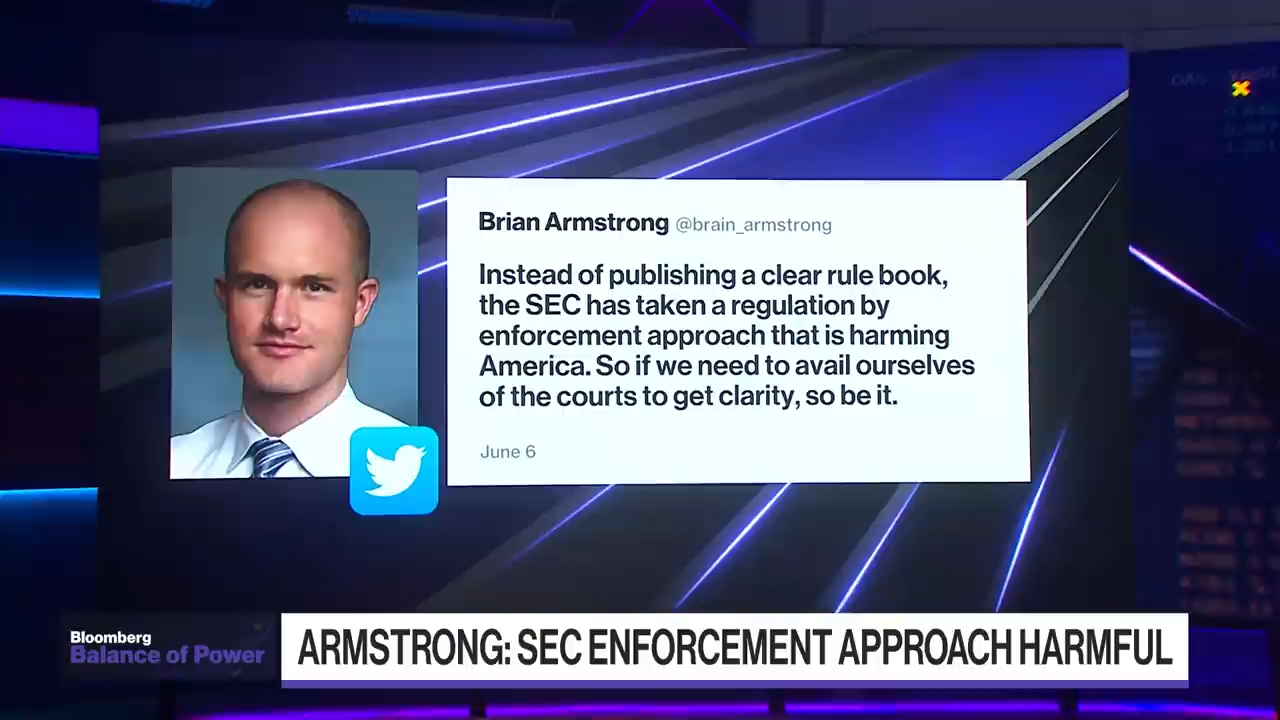 Brian Armstrong @brain_armstrong
Instead of publishing a clear rule book,
the SEC has taken a regulation by
enforcement approach that is harming
America. So if we need to avail ourselves
of the courts to get clarity, so be it.
June 6
Bloomberg
Balance of Power
ARMSTRONG: SEC ENFORCEMENT APPROACH HARMFUL